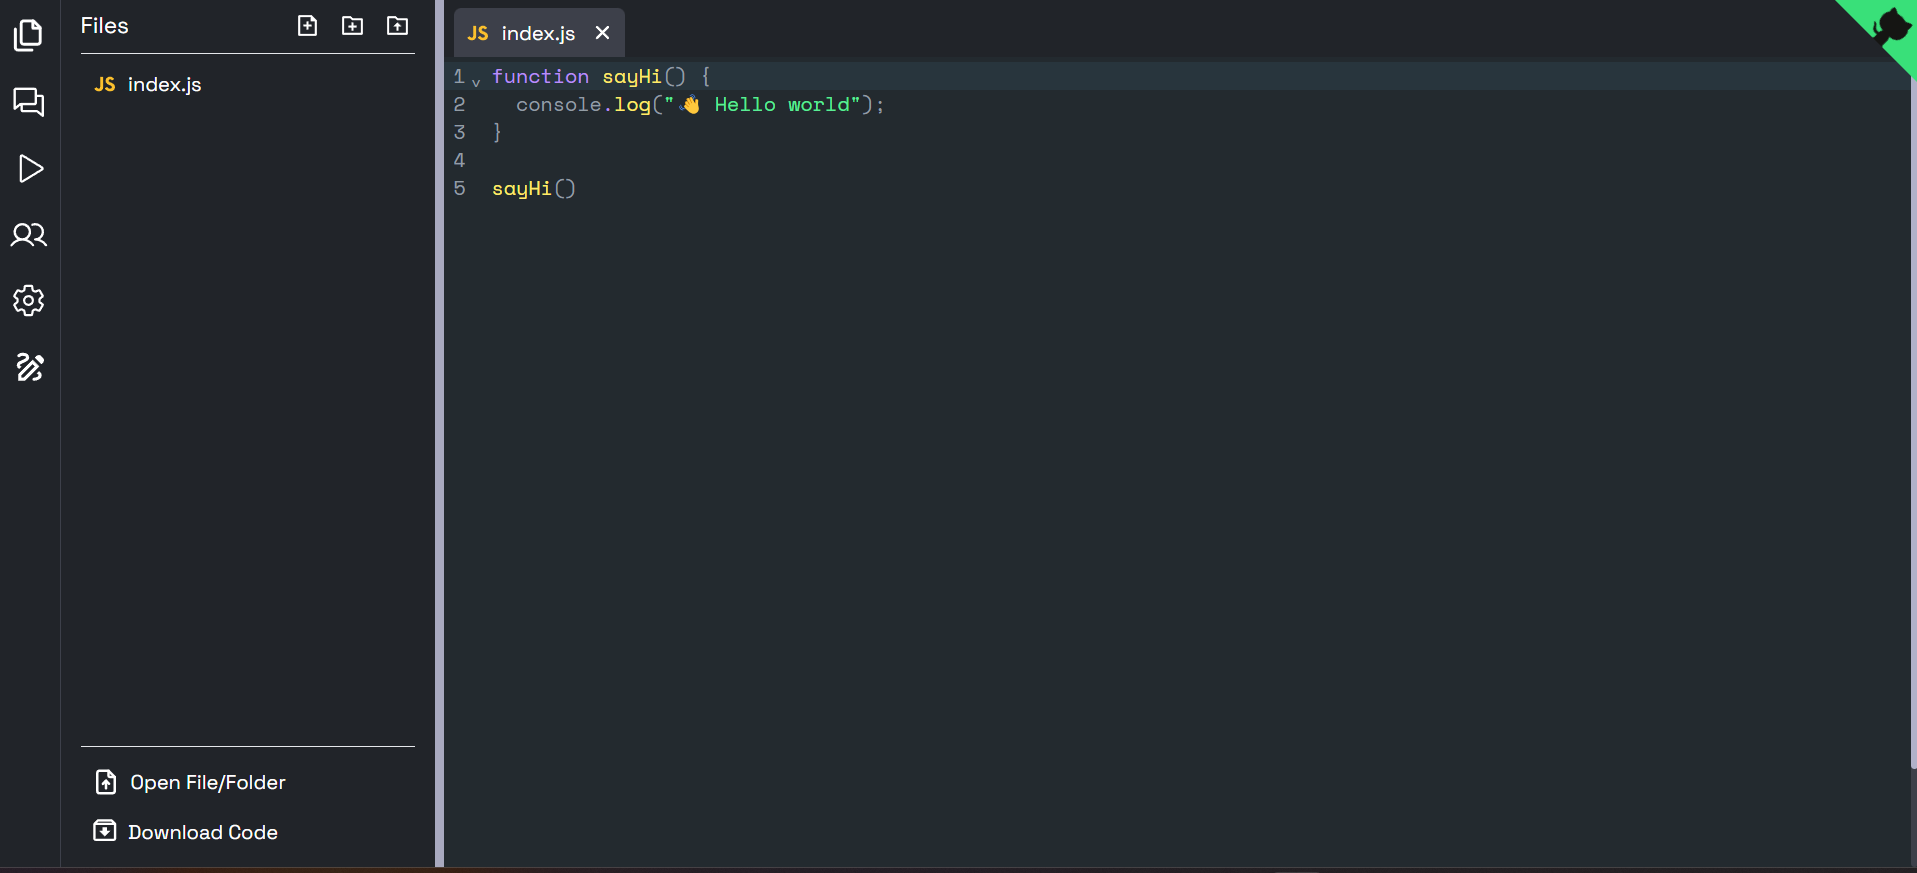 Files
JS index.js
Open File/Folder
Download Code
JS index.js
1 function sayHi() {
2 console.log("👋 Hello world");
3 }
4
5 sayHi()